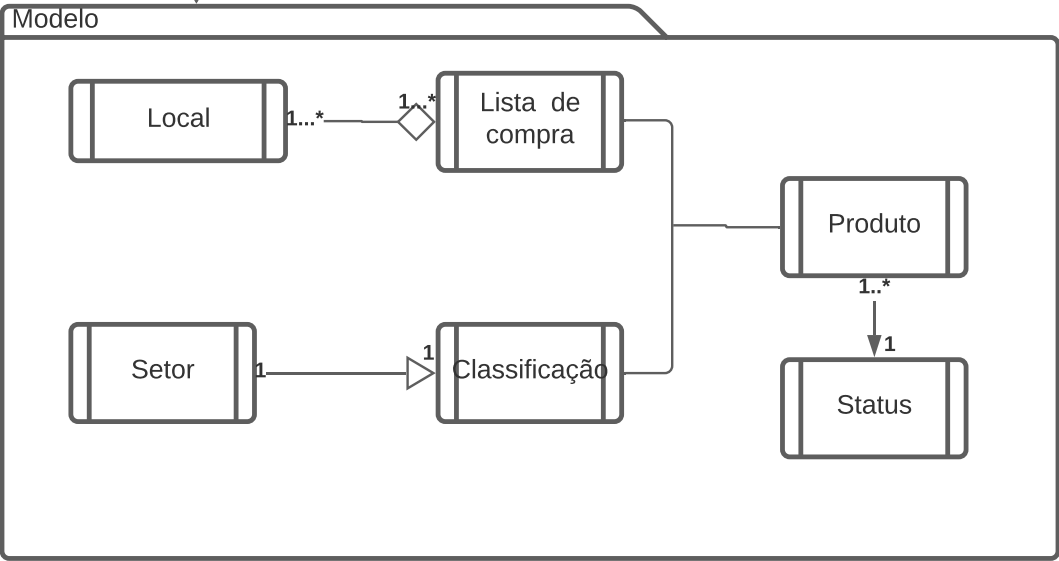 Modelo
Local
1...*
1...*
Lista de
compra
Produto
1..*
1
Status
Setor
1
1
Classificação